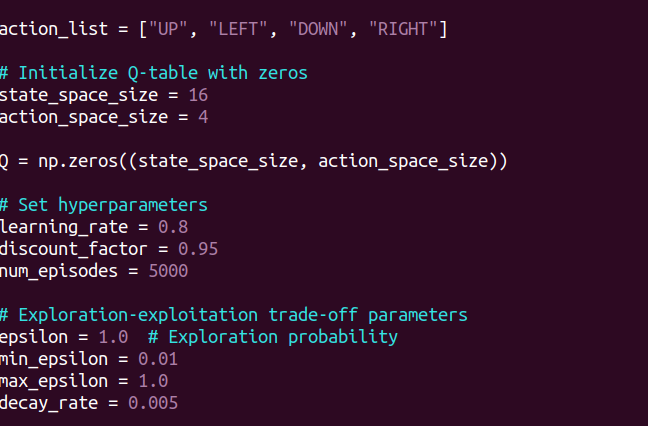 action_list = ["UP", "LEFT", "DOWN", "RIGHT"]
# Initialize Q-table with zeros
state_space_size = 16
action_space_size = 4
Q = np.zeros((state_space_size, action_space_size))
# Set hyperparameters
learning_rate = 0.8
discount_factor = 0.95
num_episodes = 5000
# Exploration-exploitation trade-off parameters
epsilon = 1.0  # Exploration probability
min_epsilon = 0.01
max_epsilon = 1.0
decay_rate = 0.005